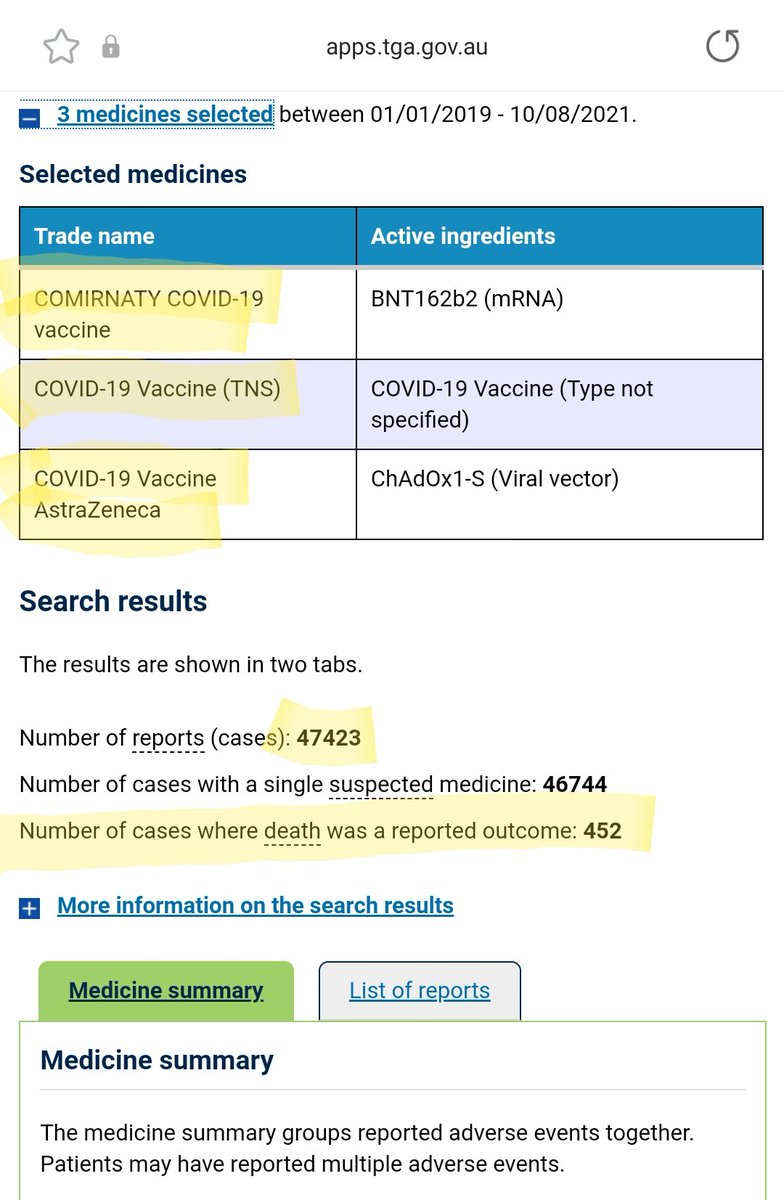 apps.tga.gov.au
3 medicines selected between 01/01/2019 - 10/08/2021.
Selected medicines
Trade name
Active ingredients
COMIRNATY COVID-19
vaccine
BNT162b2 (mRNA)
COVID-19 Vaccine (TNS)
COVID-19 Vaccine (Type not
specified)
COVID-19 Vaccine
AstraZeneca
ChAdOx1-S (Viral vector)
Search results
The results are shown in two tabs.
Number of reports (cases): 47423
Number of cases with a single suspected medicine: 46744
Number of cases where death was a reported outcome: 452
More information on the search results
Medicine summary
List of reports
Medicine summary
The medicine summary groups reported adverse events together.
Patients may have reported multiple adverse events.